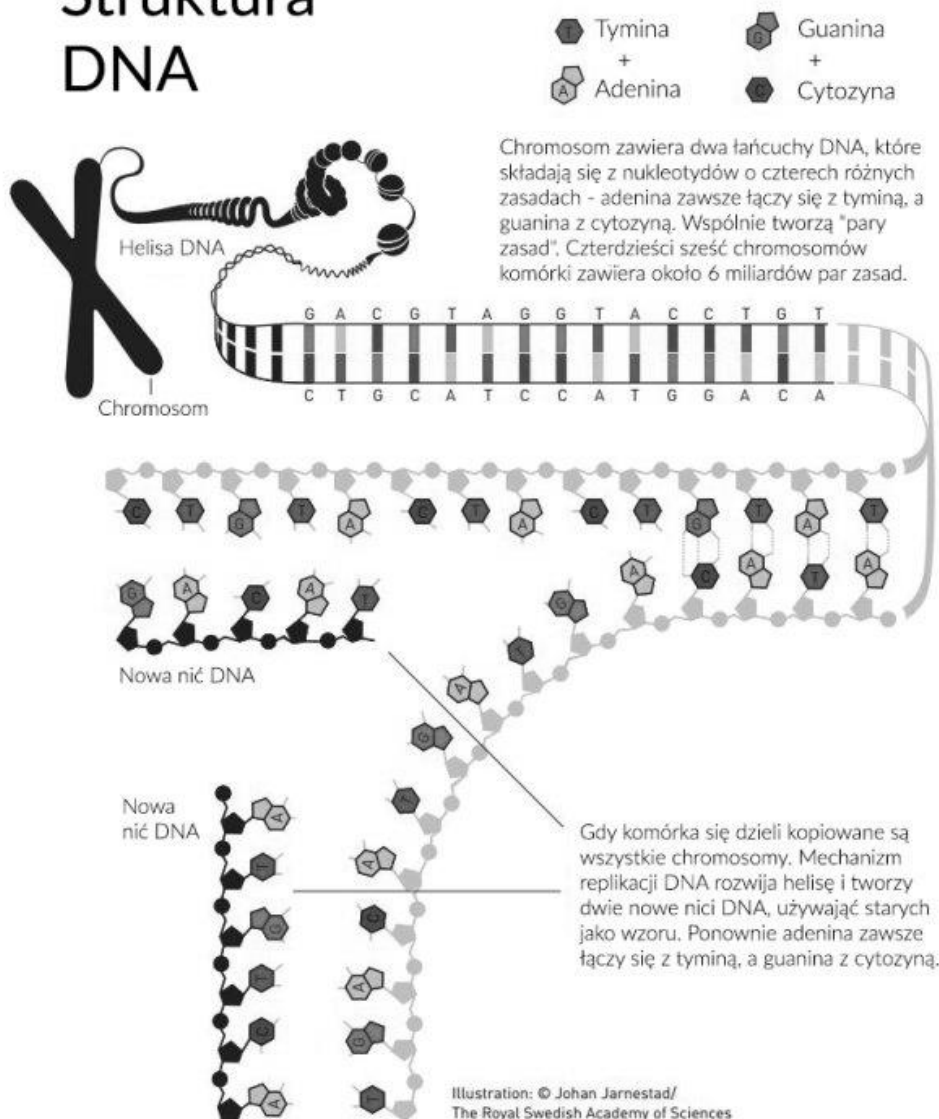 Struktura
DNA
T Tymina
+
A Adenina
G Guanina
+
C Cytozyna
Chromosom zawiera dwa łańcuchy DNA, które
składają się z nukleotydów o czterech różnych
zasadach - adenina zawsze łączy się z tyminą, a
guanina z cytozyną. Wspólnie tworzą "pary
zasad". Czterdzieści sześć chromosomów
komórki zawiera około 6 miliardów par zasad.
Helisa DNA
Chromosom
G A C G T A G G T A C C T G T
C T G C A T C C A T G G A C A
C T G T A C T A C T G T A T
C A T A
G A C A T
A
G
T
A
G
T
A
C
A
G
T
Nowa nić DNA
Nowa
nić DNA
A
T
G
T
C
A
Gdy komórka się dzieli kopiowane są
wszystkie chromosomy. Mechanizm
replikacji DNA rozwija helisę i tworzy
dwie nowe nici DNA, używająć starych
jako wzoru. Ponownie adenina zawsze
łączy się z tyminą, a guanina z cytozyną.
Illustration: © Johan Jarnestad/
The Royal Swedish Academy of Sciences